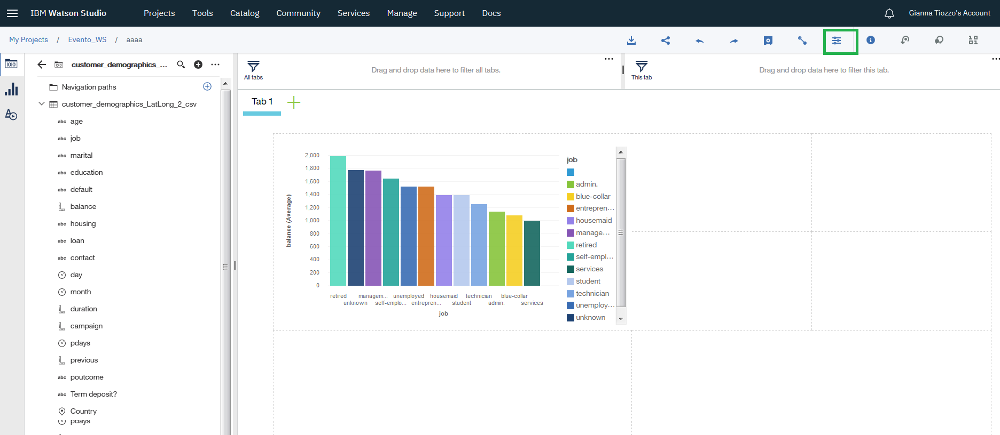 IBM Watson Studio
Projects
Tools
Catalog
Community
Services
Manage
Support
Docs
Gianna Tiozzo's Account
My Projects / Evento_WS / aaaa
customer_demographics_...
Navigation paths
customer_demographics_LatLong_2_csv
abc age
abc job
abc marital
abc education
abc default
balance
abc housing
abc loan
abc contact
day
month
duration
campaign
pdays
previous
abc poutcome
abc Term deposit?
Country
pdays
All tabs
Drag and drop data here to filter all tabs.
This tab
Drag and drop data here to filter this tab.
Tab 1
balance (Average)
2,000
1,800
1,600
1,400
1,200
1,000
800
600
400
200
0
retired
unknown
managem...
self-emplo...
unemployed
entrepren...
housemaid
student
technician
admin.
blue-collar
services
job
job
admin.
blue-collar
entrepren...
housemaid
manage...
retired
self-empl...
services
student
technician
unemploy...
unknown